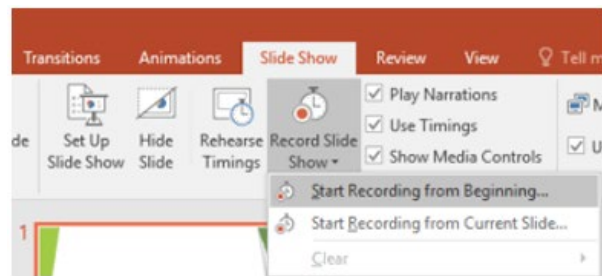 Transitions Animations Slide Show Review View Tell m
de Set Up Slide Show Hide Slide Rehearse Timings Record Slide Show
Play Narrations
Use Timings
Show Media Controls
M
U
Start Recording from Beginning...
Start Recording from Current Slide...
Clear
1